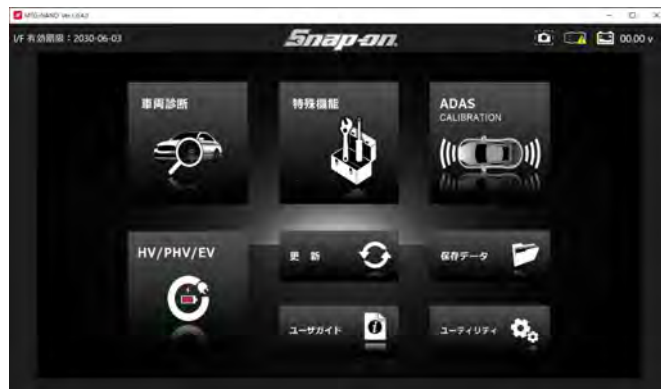 I/F 有効期限：2030-06-03
Snap-on
00.00 v
車両診断
特殊機能
ADAS
CALIBRATION
HV/PHV/EV
更 新
保存データ
ユーザガイド
ユーティリティ